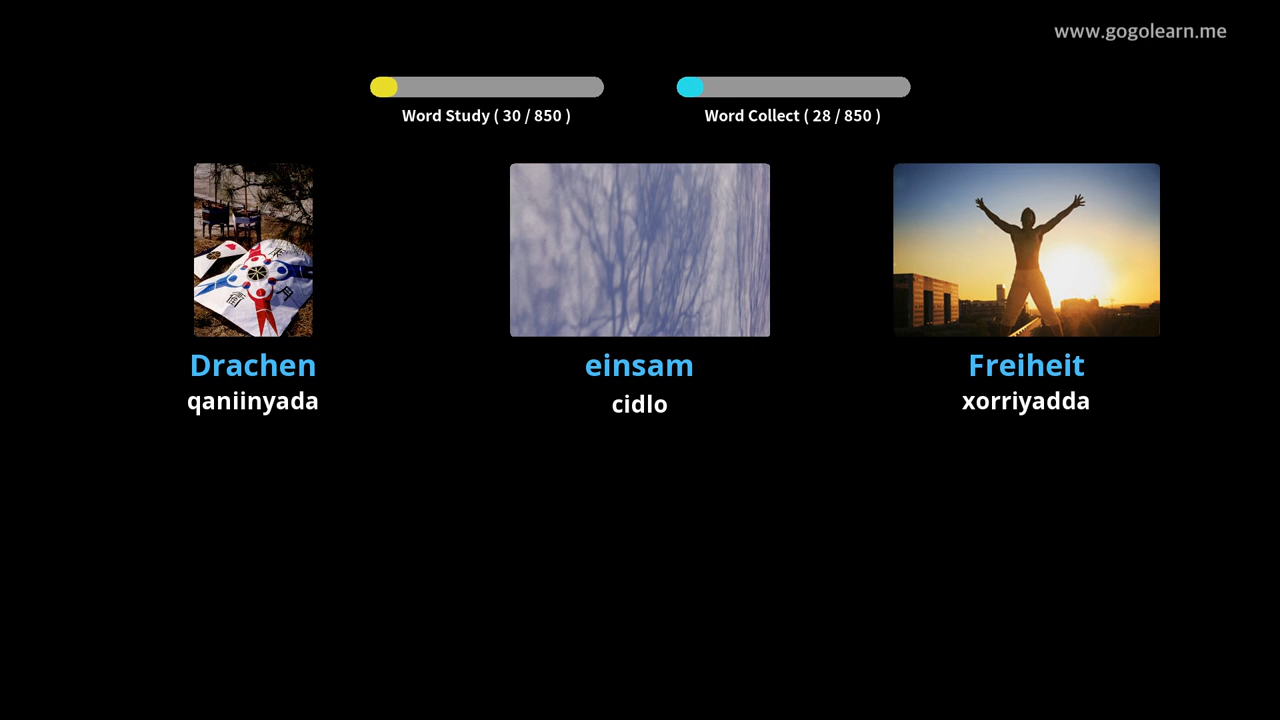 www.gogolearn.me
Word Study ( 30 / 850 )
Word Collect ( 28 / 850 )
Drachen
qaniinyada
einsam
cidlo
Freiheit
xorriyadda